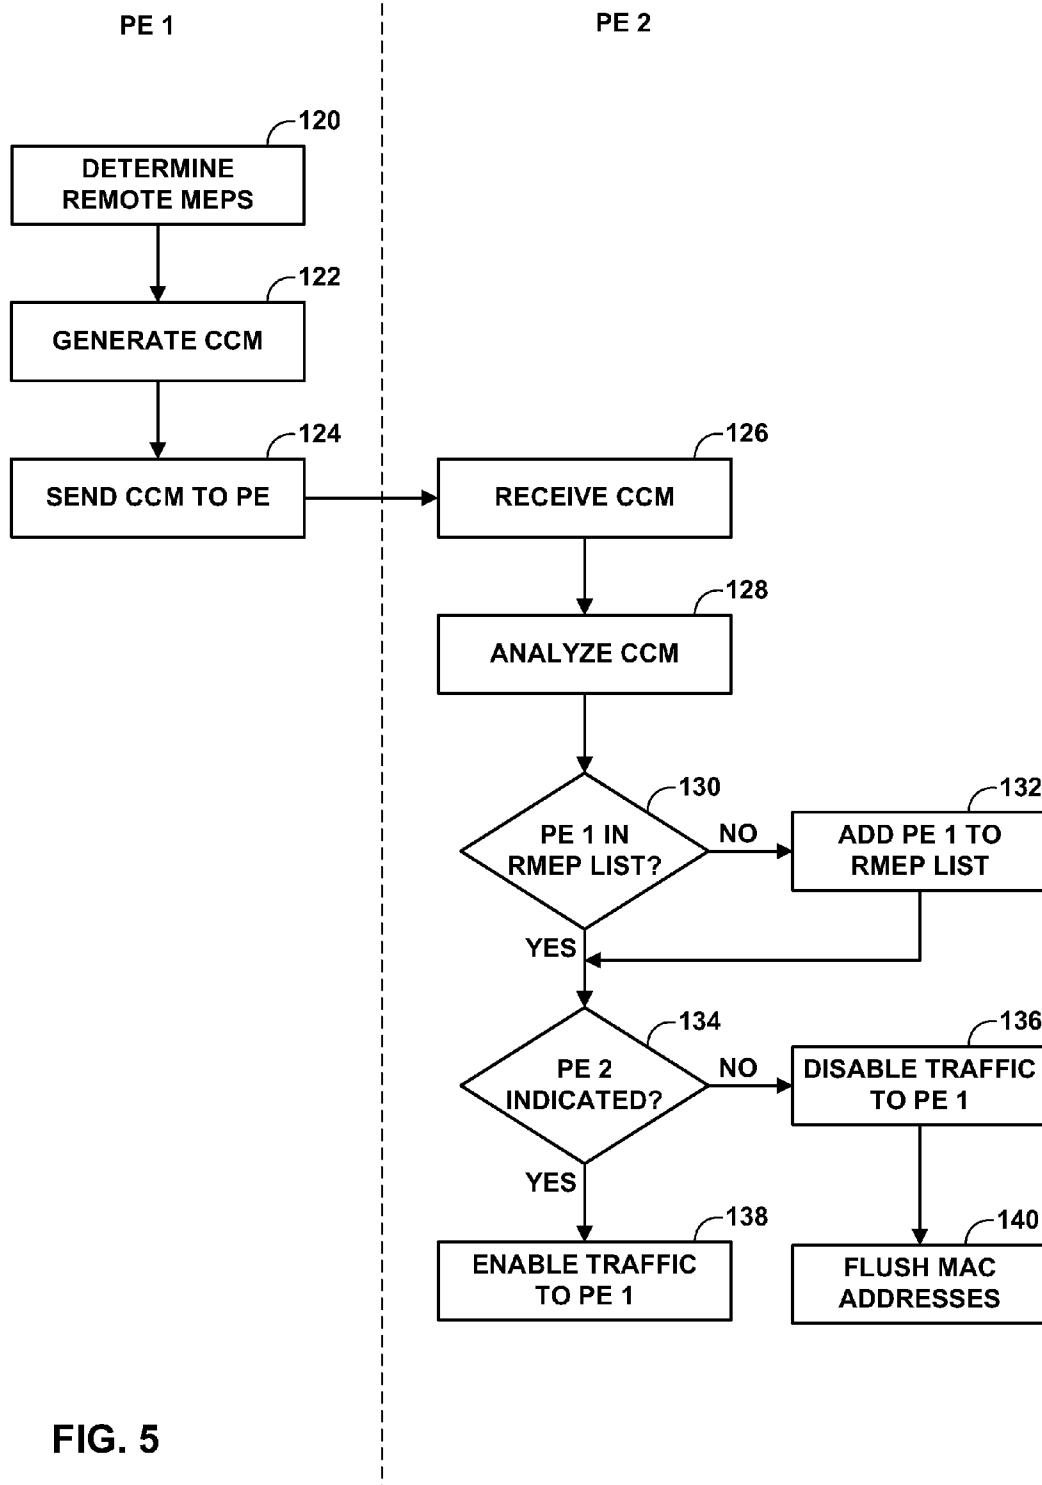 PE 1
PE 2
120
DETERMINE
REMOTE MEPS
122
GENERATE CCM
124
SEND CCM TO PE
126
RECEIVE CCM
128
ANALYZE CCM
130
PE 1 IN
RMEP LIST?
NO
132
ADD PE 1 TO
RMEP LIST
YES
134
PE 2
INDICATED?
NO
136
DISABLE TRAFFIC
TO PE 1
YES
138
ENABLE TRAFFIC
TO PE 1
140
FLUSH MAC
ADDRESSES
FIG. 5